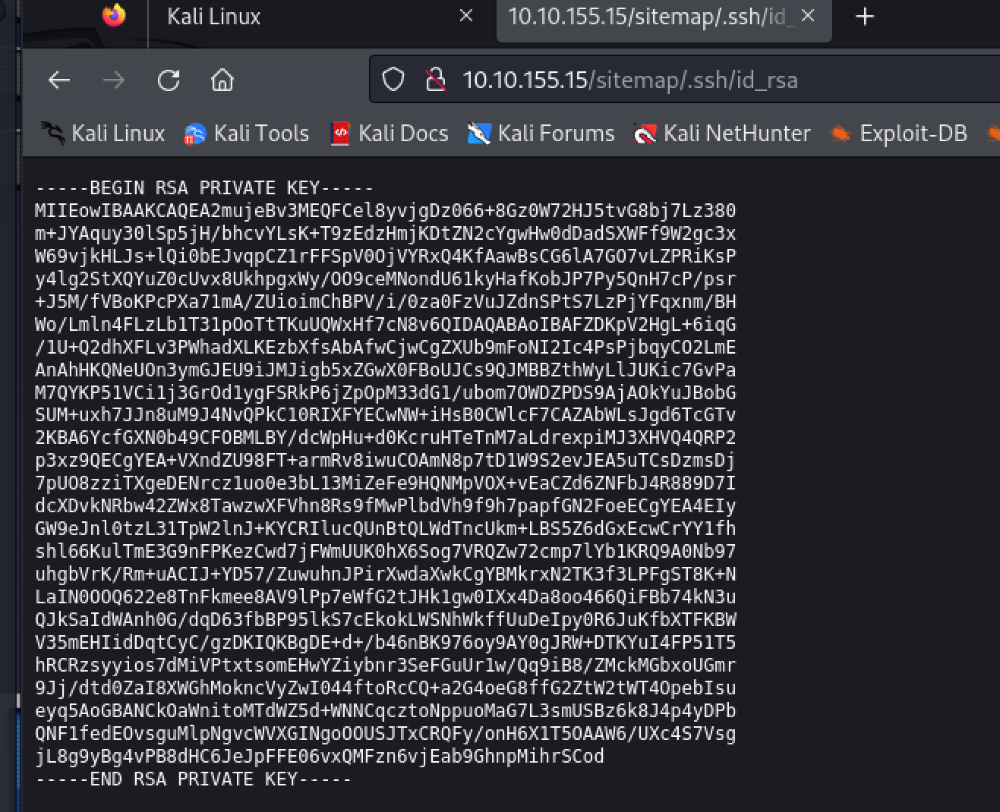 Kali Linux
10.10.155.15/sitemap/.ssh/id_
10.10.155.15/sitemap/.ssh/id_rsa
Kali Linux Kali Tools Kali Docs Kali Forums Kali NetHunter Exploit-DB
-----BEGIN RSA PRIVATE KEY-----
MIIEowIBAAKCAQEA2mujeBv3MEQFCel8yvjgDz066+8Gz0W72HJ5tvG8bj7Lz380
m+JYAquy30lSp5jH/bhcvYLsK+T9zEdzHmjKDtZN2cYgwHw0dDadSXWFf9W2gc3x
W69vjkHLJs+lQi0bEJvqpCZ1rFFSpV0OjVYRxQ4KfAawBsCG6lA7GO7vLZPRiKsP
y4lg2StXQYuZ0cUvx8UkhpgxWy/OO9ceMNondU61kyHafKobJP7Py5QnH7cP/psr
+J5M/fVBoKPcPXa71mA/ZUioimChBPV/i/0za0FzVuJZdnSPtS7LzPjYFqxnm/BH
Wo/Lmln4FLzLb1T31pOoTtTKuUQWxHf7cN8v6QIDAQABAoIBAFZDKpV2HgL+6iqG
/1U+Q2dhXFLv3PWhadXLKEzbXfsAbAfwCjwCgZXUb9mFoNI2Ic4PsPjbqyCO2LmE
AnAhHKQNeUOn3ymGJEU9iJMJigb5xZGwX0FBoUJCs9QJMBBZthWyLlJUKic7GvPa
M7QYKP51VCi1j3GrOd1ygFSRkP6jZpOpM33dG1/ubom7OWDZPDS9AjAOkYuJBobG
SUM+uxh7JJn8uM9J4NvQPkC10RIXFYECwNW+iHsB0CWlcF7CAZAbWLsJgd6TcGTv
2KBA6YcfGXN0b49CFOBMLBY/dcWpHu+d0KcruHTeTnM7aLdrexpiMJ3XHVQ4QRP2
p3xz9QECgYEA+VXndZU98FT+armRv8iwuCOAmN8p7tD1W9S2evJEA5uTCsDzmsDj
7pUO8zziTXgeDENrcz1uo0e3bL13MiZeFe9HQNMpVOX+vEaCZd6ZNFbJ4R889D7I
dcXDvkNRbw42ZWx8TawzwXFVhn8Rs9fMwPlbdVh9f9h7papfGN2FoeECgYEA4EIy
GW9eJnl0tzL31TpW2lnJ+KYCRIlucQUnBtQLWdTncUkm+LBS5Z6dGxEcwCrYY1fh
shl66KulTmE3G9nFPKezCwd7jFWmUUK0hX6Sog7VRQZw72cmp7lYb1KRQ9A0Nb97
uhgbVrK/Rm+uACIJ+YD57/ZuwuhnJPirXwdaXwkCgYBMkrxN2TK3f3LPFgST8K+N
LaIN0OOQ622e8TnFkmee8AV9lPp7eWfG2tJHk1gw0IXx4Da8oo466QiFBb74kN3u
QJkSaIdWAnh0G/dqD63fbBP95lkS7cEkokLWSNhWkffUuDeIpy0R6JuKfbXTFKBW
V35mEHIidDqtCyC/gzDKIQKBgDE+d+/b46nBK976oy9AY0gJRW+DTKYuI4FP51T5
hRCRzsyyios7dMiVPtxtsomEHwYZiybnr3SeFGuUr1w/Qq9iB8/ZMckMGbxoUGmr
9Jj/dtd0ZaI8XWGhMokncVyZwI044ftoRcCQ+a2G4oeG8ffG2ZtW2tWT4OpebIsu
eyq5AoGBANCkOaWnitoMTdWZ5d+WNNCqcztoNppuoMaG7L3smUSBz6k8J4p4yDPb
QNF1fedEOvsguMlpNgvcWVXGINgoOOUSJTxCRQFy/onH6X1T5OAAW6/UXc4S7Vsg
jL8g9yBg4vPB8dHC6JeJpFFE06vxQMFzn6vjEab9GhnpMihrSCod
-----END RSA PRIVATE KEY-----